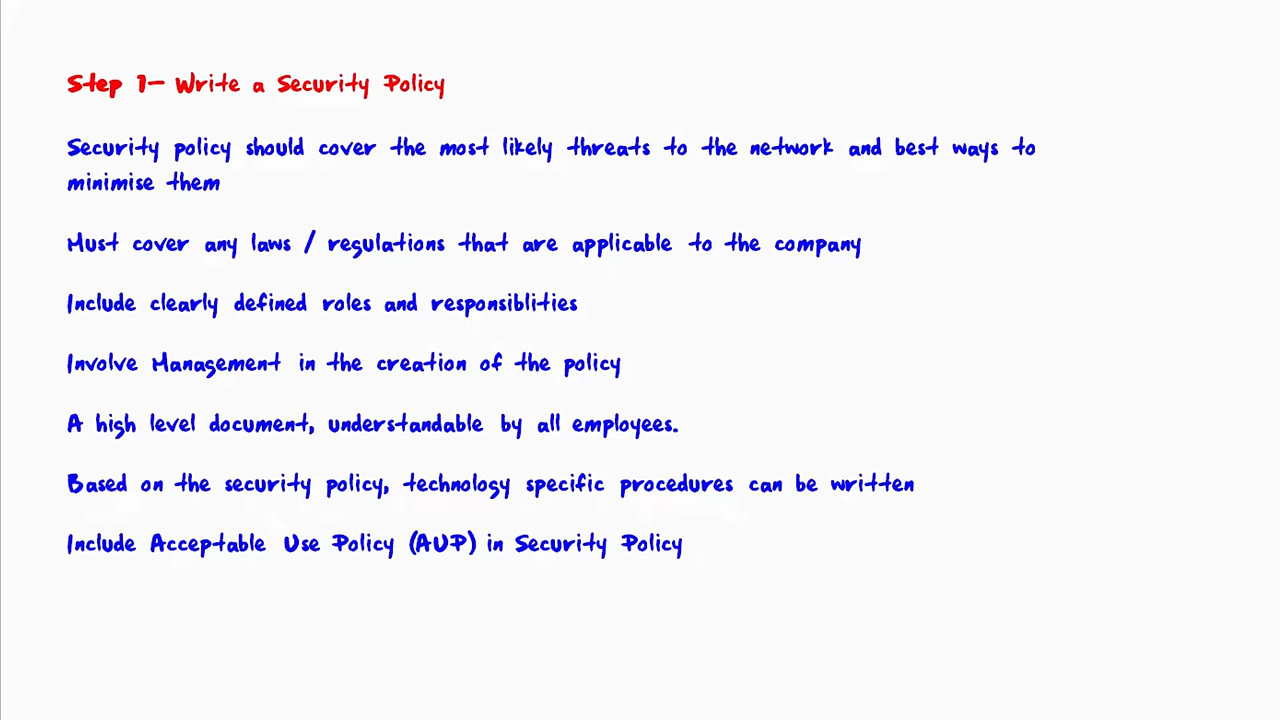 Step 1- Write a Security Policy
Security policy should cover the most likely threats to the network and best ways to
minimise them
Must cover any laws / regulations that are applicable to the company
Include clearly defined roles and responsiblities
Involve Management in the creation of the policy
A high level document, understandable by all employees.
Based on the security policy, technology specific procedures can be written
Include Acceptable Use Policy (AUP) in Security Policy